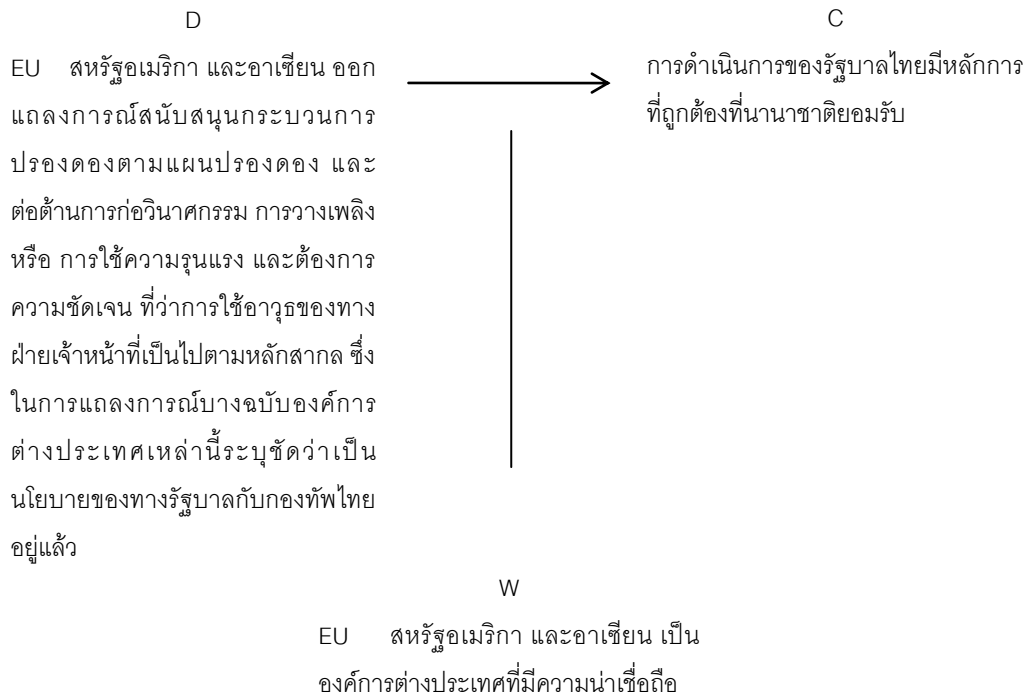 D
EU สหรัฐอเมริกา และอาเซียน ออก
แถลงการณ์สนับสนุนกระบวนการ
ปรองดองตามแผนปรองดอง และ
ต่อต้านการก่อวินาศกรรม การวางเพลิง
หรือ การใช้ความรุนแรง และต้องการ
ความชัดเจน ที่ว่าการใช้อาวุธของทาง
ฝ่ายเจ้าหน้าที่เป็นไปตามหลักสากล ซึ่ง
ในการแถลงการณ์บางฉบับองค์การ
ต่างประเทศเหล่านี้ระบุชัดว่าเป็น
นโยบายของทางรัฐบาลกับกองทัพไทย
อยู่แล้ว
C
การดำเนินการของรัฐบาลไทยมีหลักการ
ที่ถูกต้องที่นานาชาติยอมรับ
W
EU สหรัฐอเมริกา และอาเซียน เป็น
องค์การต่างประเทศที่มีความน่าเชื่อถือ